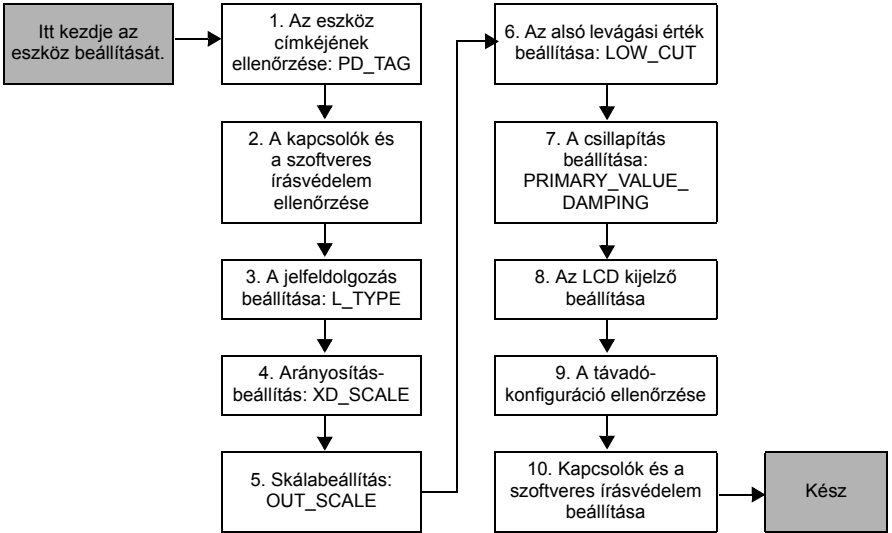 Itt kezdje az
eszköz beállítását.
1. Az eszköz
címkéjének
ellenőrzése: PD_TAG
2. A kapcsolók és
a szoftveres
írásvédelem
ellenőrzése
3. A jelfeldolgozás
beállítása: L_TYPE
4. Arányosítás-
beállítás: XD_SCALE
5. Skálabeállítás:
OUT_SCALE
6. Az alsó levágási érték
beállítása: LOW_CUT
7. A csillapítás
beállítása:
PRIMARY_VALUE_
DAMPING
8. Az LCD kijelző
beállítása
9. A távadó-
konfiguráció ellenőrzése
10. Kapcsolók és a
szoftveres írásvédelem
beállítása
Kész